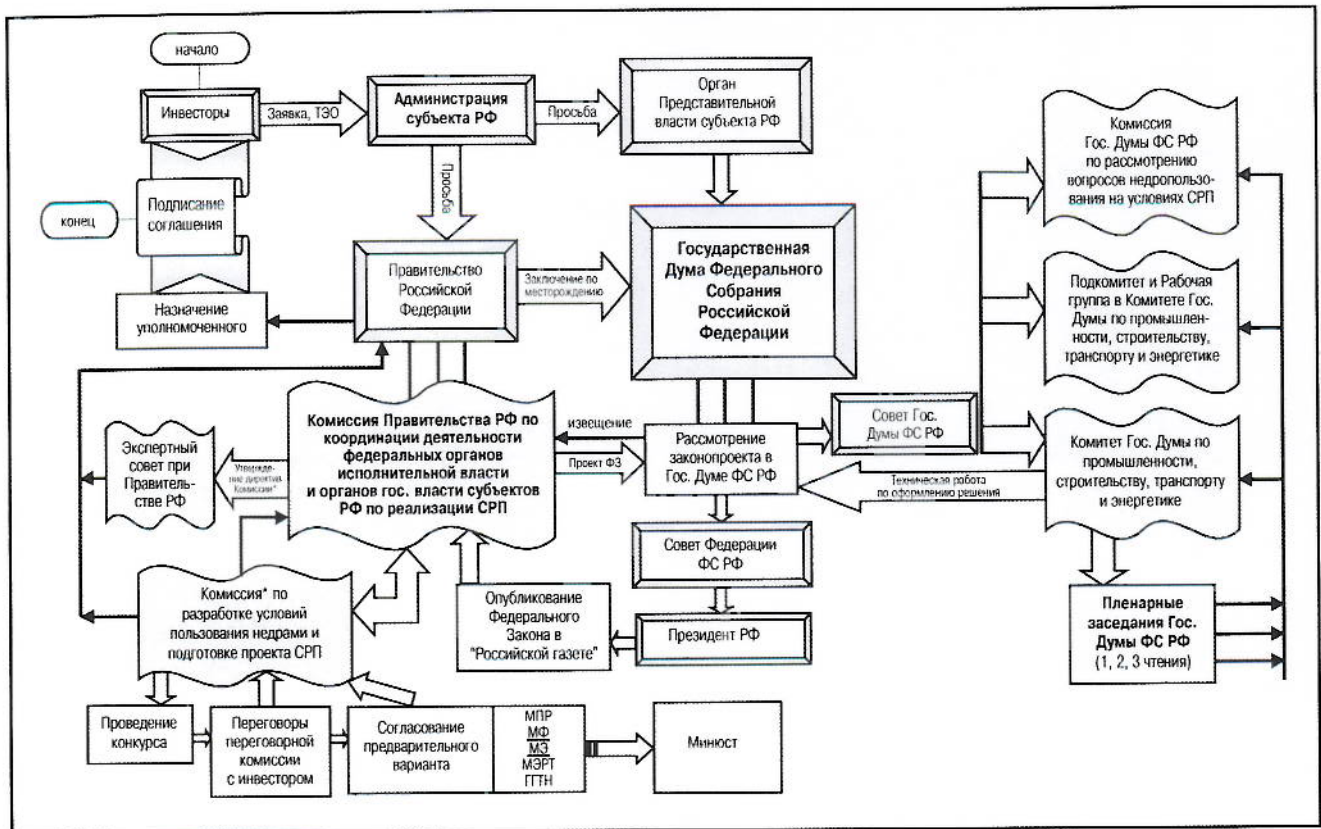 начало
Инвесторы
Заявка, ТЭО
Администрация
субъекта РФ
Просьба
Орган
Представительной
власти субъекта РФ
Комиссия
Гос. Думы ФС РФ
по рассмотрению
вопросов недропользо-
вания на условиях СРП
Просьба
конец
Подписание
соглашения
Назначение
уполномоченного
Правительство
Российской
Федерации
Заключение по
месторождению
Государственная
Дума Федерального
Собрания
Российской
Федерации
Подкомитет и Рабочая
группа в Комитете Гос.
Думы по промышлен-
ности, строительству,
транспорту и энергетике
Экспертный
совет при
Правитель-
стве РФ
Утвержде-
ние директив
Комиссии*
Комиссия Правительства РФ по
координации деятельности
федеральных органов
исполнительной власти
и органов гос. власти субъектов
РФ по реализации СРП
извещение
Проект ФЗ
Рассмотрение
законопроекта в
Гос. Думе ФС РФ
Совет Гос.
Думы ФС РФ
Техническая работа
по оформлению решения
Комитет Гос. Думы по
промышленности,
строительству, транспорту
и энергетике
Комиссия* по
разработке условий
пользования недрами и
подготовке проекта СРП
Опубликование
Федерального
Закона в
"Российской газете"
Совет Федерации
ФС РФ
Президент РФ
Пленарные
заседания Гос.
Думы ФС РФ
(1, 2, 3 чтения)
Проведение
конкурса
Переговоры
переговорной
комиссии
с инвестором
Согласование
предварительного
варианта
МПР
МФ
МЭ
МЭРТ
ГГТН
Минюст